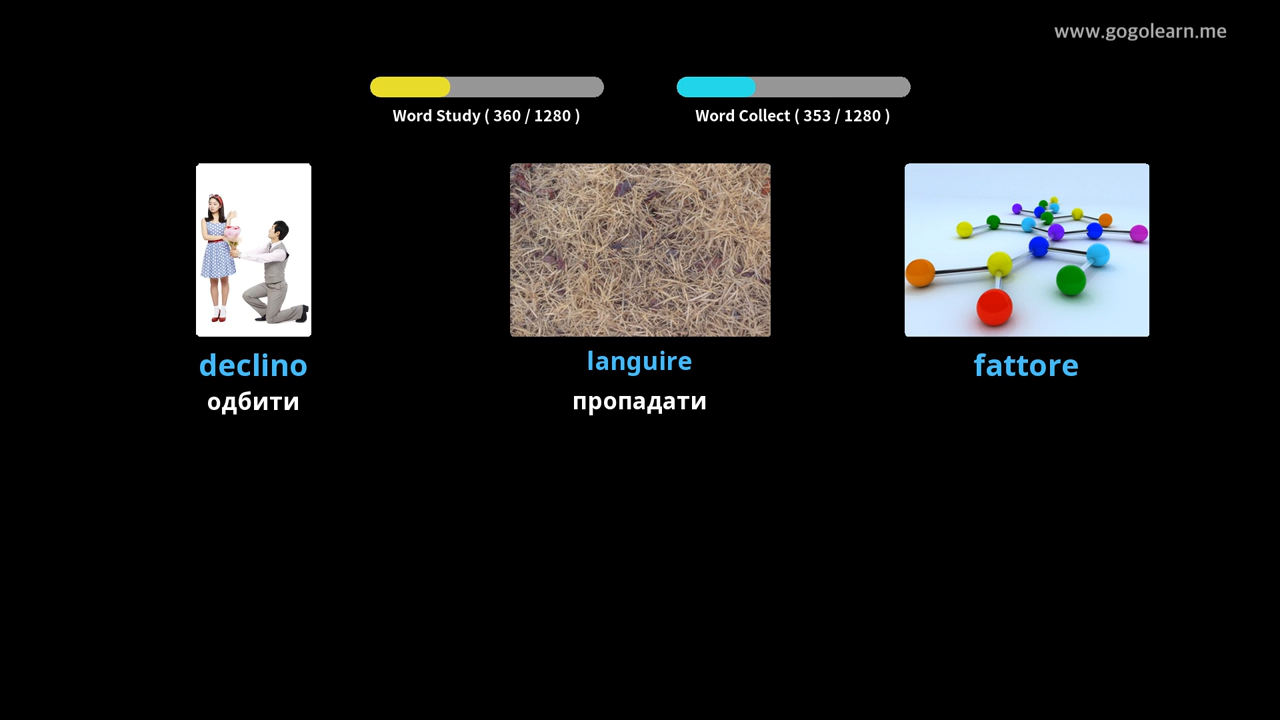 www.gogolearn.me
Word Study ( 360 / 1280 )
Word Collect ( 353 / 1280 )
declino
одбити
languire
пропадати
fattore